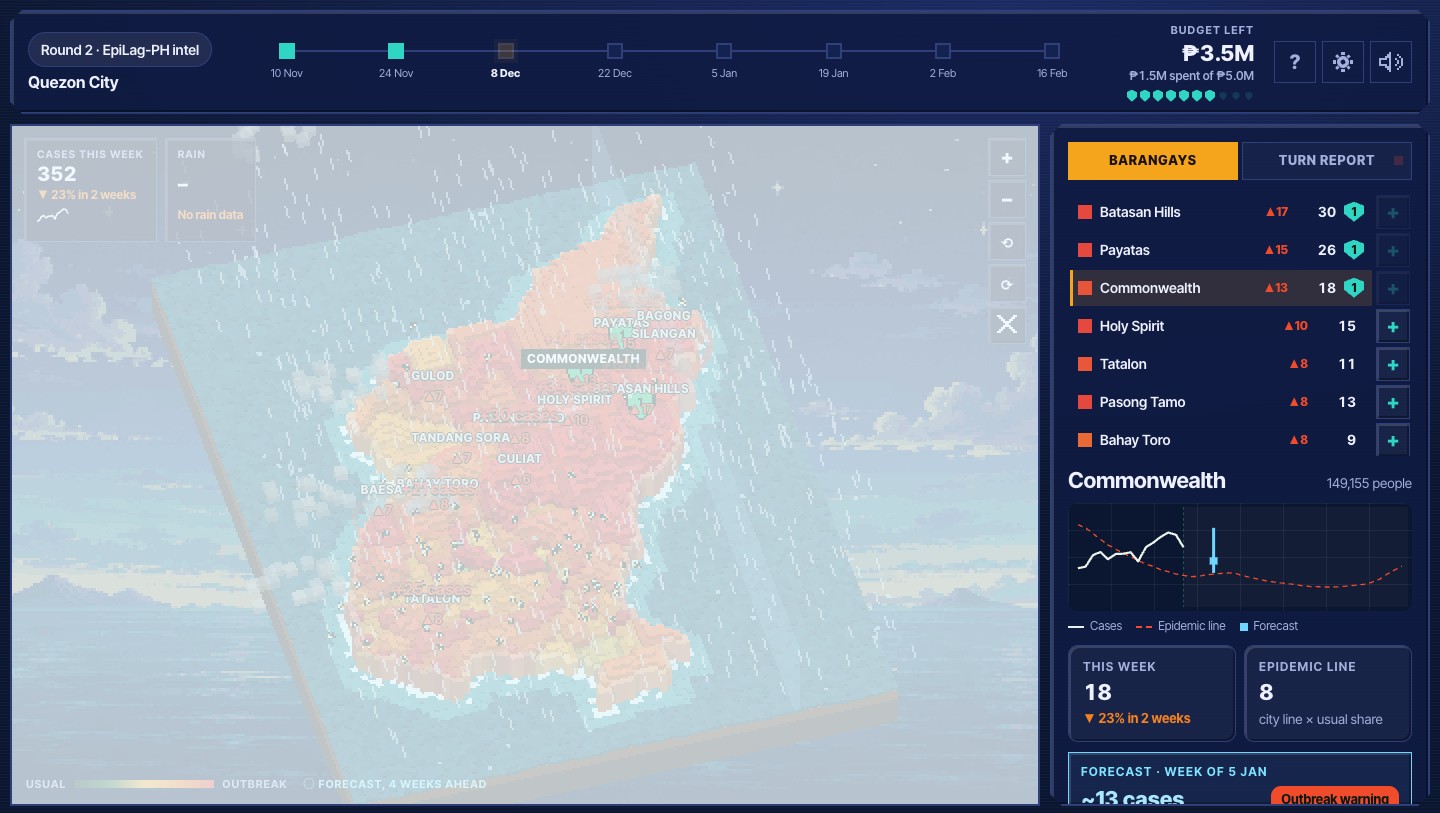 Round 2 · EpiLag-PH intel
Quezon City
10 Nov
24 Nov
8 Dec
22 Dec
5 Jan
19 Jan
2 Feb
16 Feb
BUDGET LEFT
₱3.5M
₱1.5M spent of ₱5.0M
?
CASES THIS WEEK
352
▼ 23% in 2 weeks
RAIN
–
No rain data
+
−
PAYATAS
BAGONG
SILANGAN
COMMONWEALTH
GULOD
HOLY SPIRIT
TANDANG SORA
CULIAT
BAHAY TORO
BAESA
TATALON
USUAL
OUTBREAK
FORECAST, 4 WEEKS AHEAD
BARANGAYS
TURN REPORT
Batasan Hills ▲17 30 1 +
Payatas ▲15 26 1 +
Commonwealth ▲13 18 1 +
Holy Spirit ▲10 15 +
Tatalon ▲8 11 +
Pasong Tamo ▲8 13 +
Bahay Toro ▲8 9 +
Commonwealth
149,155 people
Cases
Epidemic line
Forecast
THIS WEEK
18
▼ 23% in 2 weeks
EPIDEMIC LINE
8
city line × usual share
FORECAST · WEEK OF 5 JAN
~13 cases
Outbreak warning